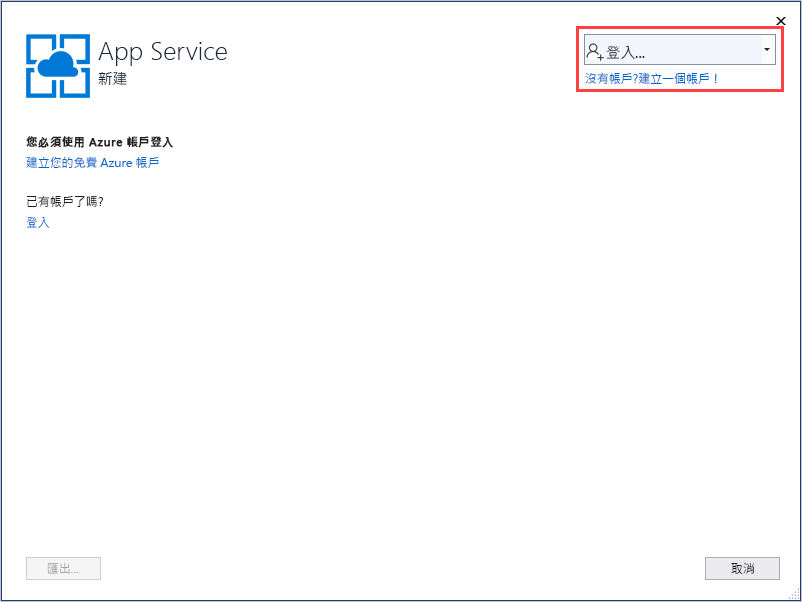 App Service
新建
登入...
沒有帳戶?建立一個帳戶！
您必須使用 Azure 帳戶登入
建立您的免費 Azure 帳戶
已有帳戶了嗎?
登入
匯出...
取消